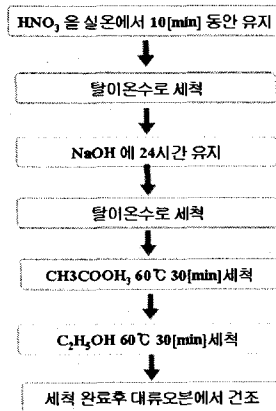 HNO₃ 을 실온에서 10[min] 동안 유지
탈이온수로 세척
NaOH 에 24시간 유지
탈이온수로 세척
CH3COOH₃ 60℃ 30[min]세척
C₂H₅OH 60℃ 30[min]세척
세척 완료후 대류오븐에서 건조